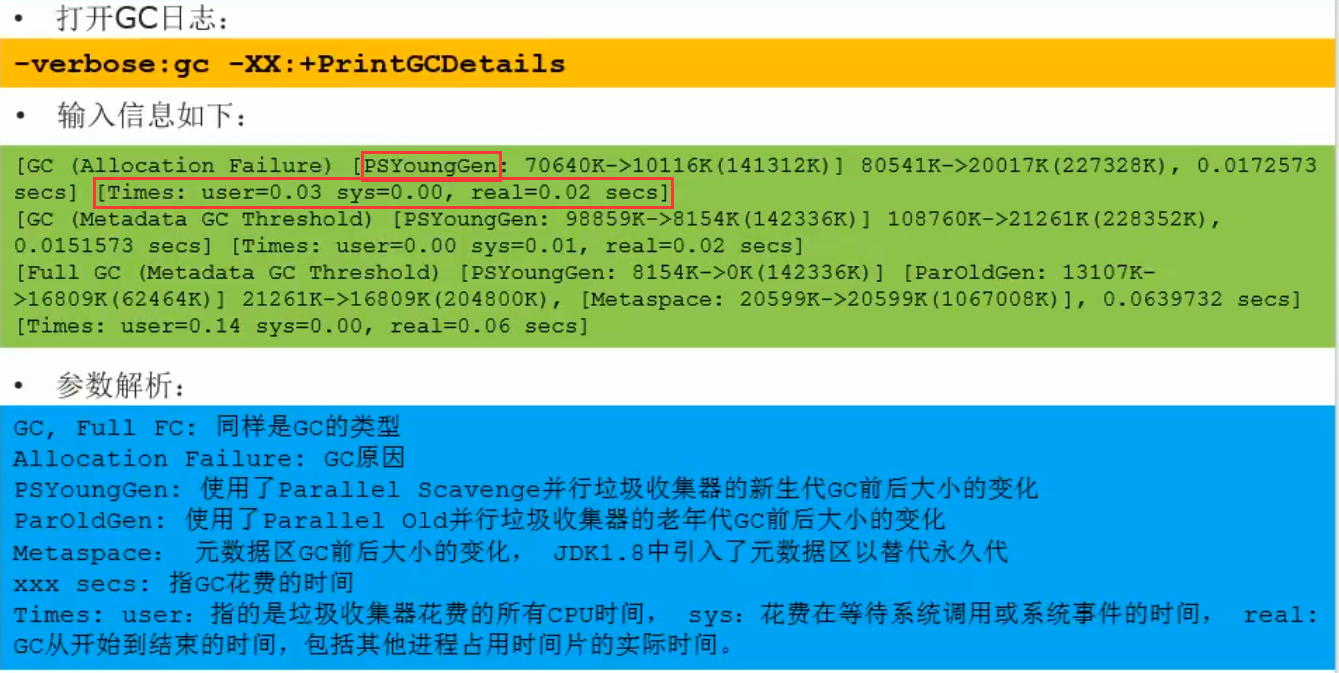 • 打开GC日志：
-verbose:gc -XX:+PrintGCDetails
• 输入信息如下：
[GC (Allocation Failure) [PSYoungGen: 70640K->10116K(141312K)] 80541K->20017K(227328K), 0.0172573
secs] [Times: user=0.03 sys=0.00, real=0.02 secs]
[GC (Metadata GC Threshold) [PSYoungGen: 98859K->8154K(142336K)] 108760K->21261K(228352K),
0.0151573 secs] [Times: user=0.00 sys=0.01, real=0.02 secs]
[Full GC (Metadata GC Threshold) [PSYoungGen: 8154K->0K(142336K)] [ParOldGen: 13107K-
>16809K(62464K)] 21261K->16809K(204800K), [Metaspace: 20599K->20599K(1067008K)], 0.0639732 secs]
[Times: user=0.14 sys=0.00, real=0.06 secs]
• 参数解析：
GC, Full FC: 同样是GC的类型
Allocation Failure: GC原因
PSYoungGen: 使用了Parallel Scavenge并行垃圾收集器的新生代GC前后大小的变化
ParOldGen: 使用了Parallel Old并行垃圾收集器的老年代GC前后大小的变化
Metaspace: 元数据区GC前后大小的变化， JDK1.8中引入了元数据区以替代永久代
xxx secs: 指GC花费的时间
Times: user: 指的是垃圾收集器花费的所有CPU时间， sys: 花费在等待系统调用或系统事件的时间， real:
GC从开始到结束的时间，包括其他进程占用时间片的实际时间。